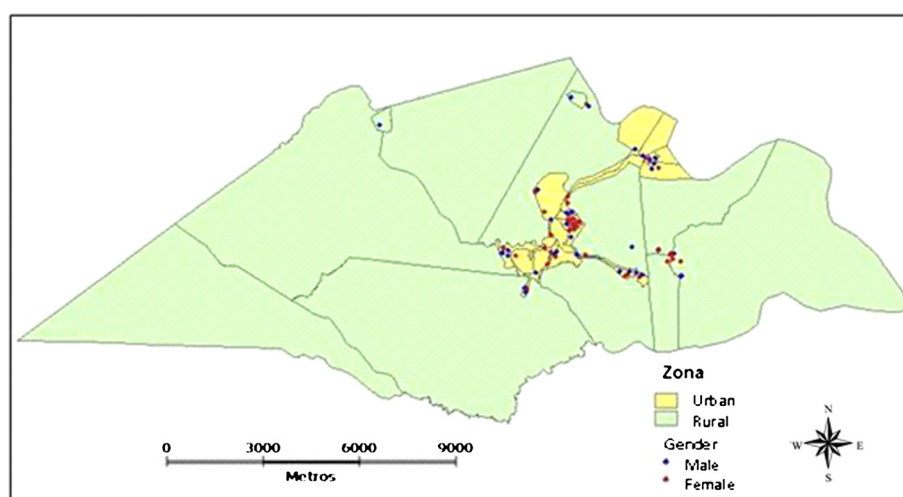 Zona
Urban
Rural
Gender
Male
Female
0 3000 6000 9000
Metros
N
W E
S